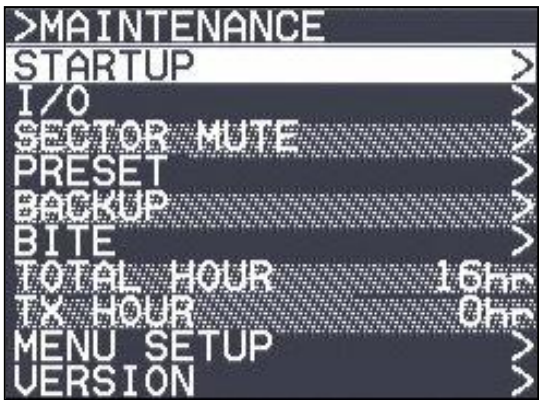 >MAINTENANCE
STARTUP >
I/O >
SECTOR MUTE >
PRESET >
BACKUP >
BITE >
TOTAL HOUR 16hr
TX HOUR 0hr
MENU SETUP >
VERSION >